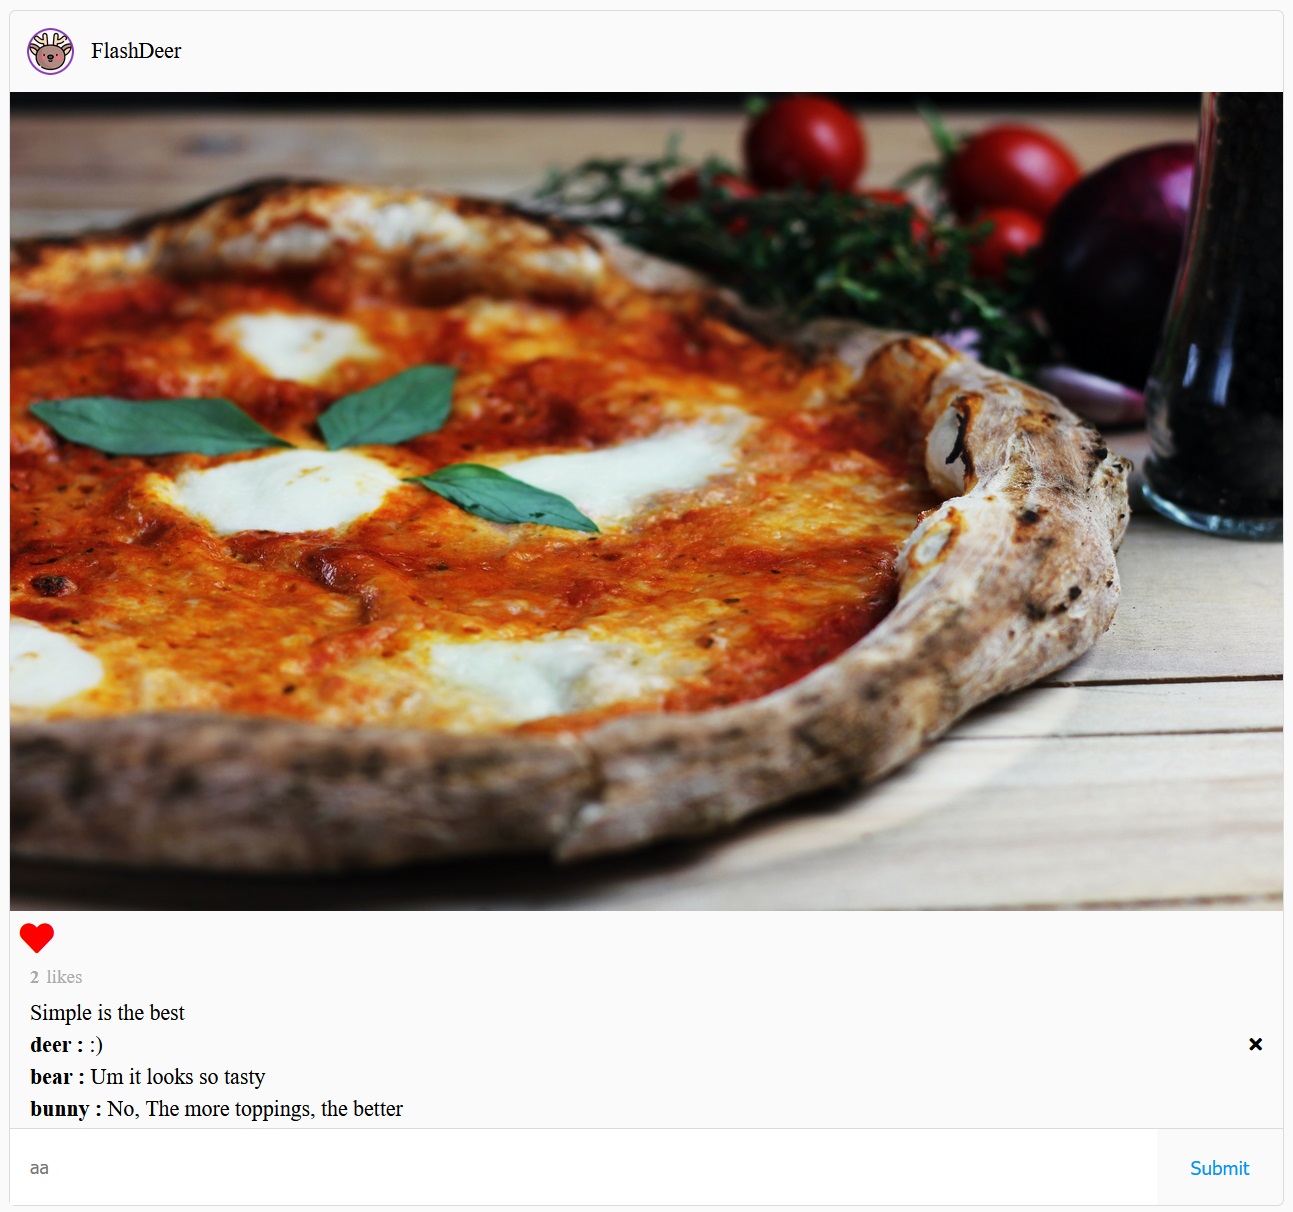 FlashDeer
2 likes
Simple is the best
deer : :)
bear : Um it looks so tasty
bunny : No, The more toppings, the better
aa
Submit